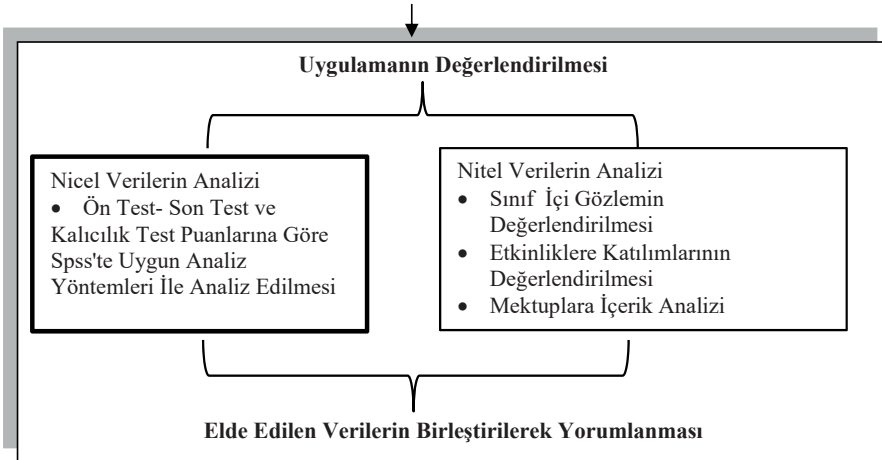 Uygulamanın Değerlendirilmesi
Nicel Verilerin Analizi
• Ön Test- Son Test ve
Kalıcılık Test Puanlarına Göre
Spss'te Uygun Analiz
Yöntemleri İle Analiz Edilmesi
Nitel Verilerin Analizi
• Sınıf İçi Gözlemin
Değerlendirilmesi
• Etkinliklere Katılımlarının
Değerlendirilmesi
• Mektuplara İçerik Analizi
Elde Edilen Verilerin Birleştirilerek Yorumlanması